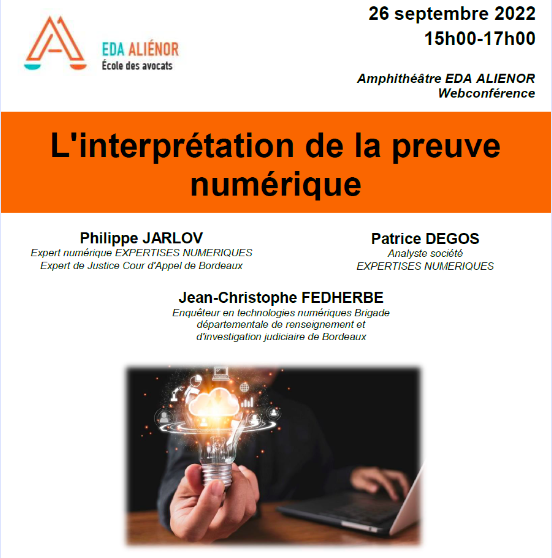 26 septembre 2022
15h00-17h00
EDA ALIÉNOR
École des avocats
Amphithéâtre EDA ALIENOR
Webconférence
L'interprétation de la preuve
numérique
Philippe JARLOV
Expert numérique EXPERTISES NUMERIQUES
Expert de Justice Cour d'Appel de Bordeaux
Patrice DEGOS
Analyste société
EXPERTISES NUMERIQUES
Jean-Christophe FEDHERBE
Enquêteur en technologies numériques Brigade
départementale de renseignement et
d'investigation judiciaire de Bordeaux